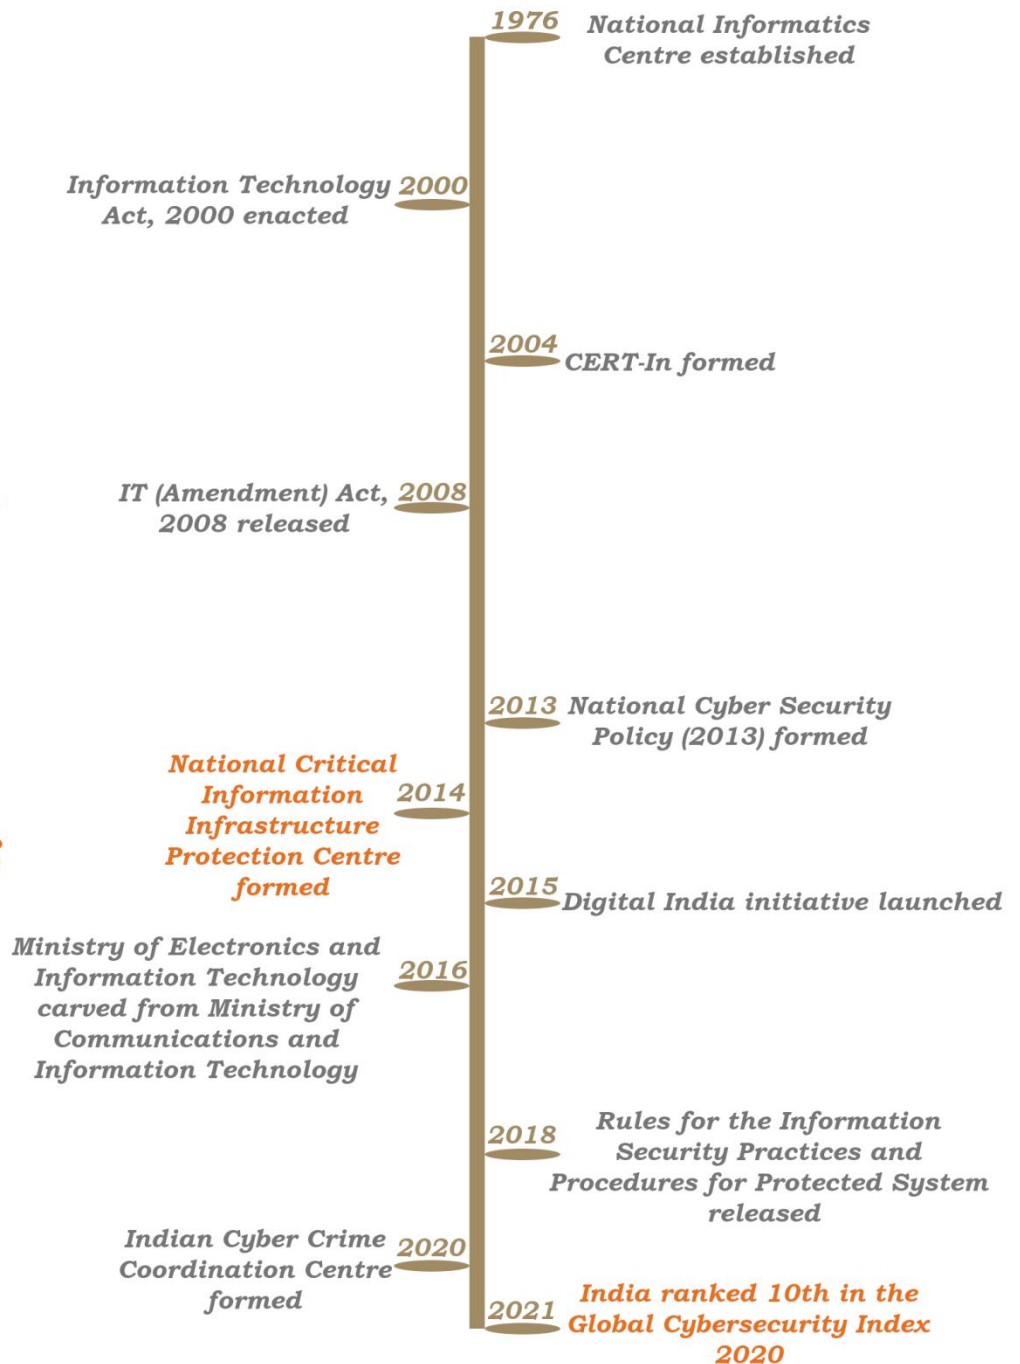 1976
National Informatics
Centre established
Information Technology
Act, 2000 enacted
2000
2004
CERT-In formed
IT (Amendment) Act,
2008 released
2008
2013
National Cyber Security
Policy (2013) formed
National Critical
Information
Infrastructure
Protection Centre
formed
2014
2015
Digital India initiative launched
Ministry of Electronics and
Information Technology
carved from Ministry of
Communications and
Information Technology
2016
2018
Rules for the Information
Security Practices and
Procedures for Protected System
released
Indian Cyber Crime
Coordination Centre
formed
2020
2021
India ranked 10th in the
Global Cybersecurity Index
2020